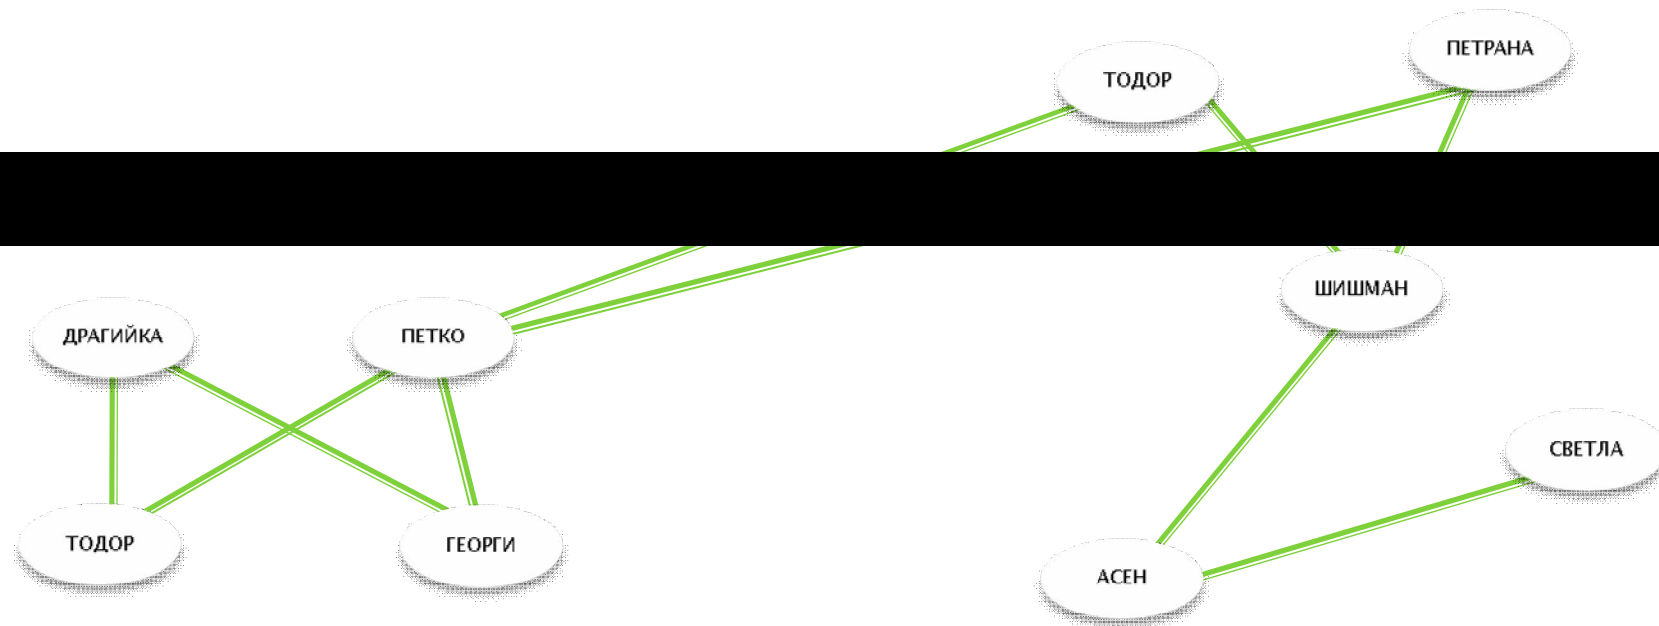 ПЕТРАНА
ТОДОР
ШИШМАН
ДРАГИЙКА
ПЕТКО
СВЕТЛА
ТОДОР
ГЕОРГИ
АСЕН